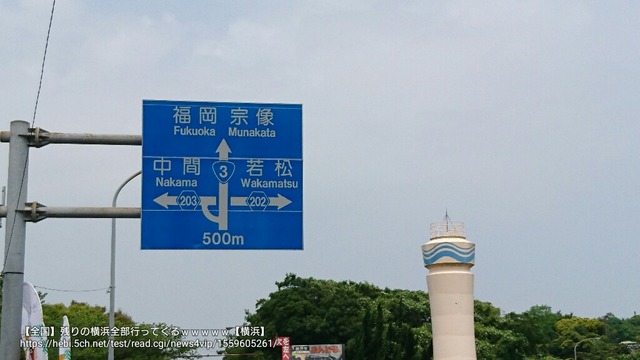 福岡 宗像
Fukuoka Munakata
中間 3 若松
Nakama Wakamatsu
203 202
500m
【全国】残りの横浜全部行ってくるｗｗｗｗｗ【横浜】
https://hebi.5ch.net/test/read.cgi/news4vip/1559605261/